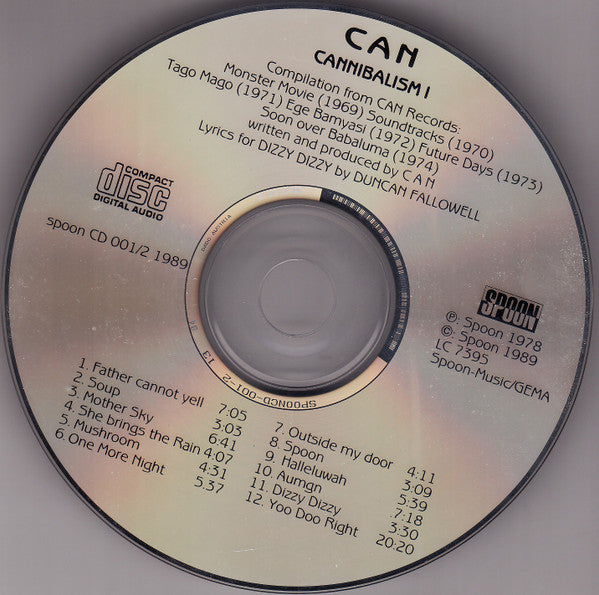 CAN
CANNIBALISM I
Compilation from CAN Records:
Monster Movie (1969) Soundtracks (1970)
Tago Mago (1971) Ege Bamyasi (1972) Future Days (1973)
Soon over Babaluma (1974)
written and produced by CAN
Lyrics for DIZZY DIZZY by DUNCAN FALLOWELL
COMPACT
disc
DIGITAL AUDIO
spoon CD 001/2 1989
DADC AUSTRIA
SPOONCD-001-2 13
SPOON
Ⓟ. Spoon 1978
©. Spoon 1989
LC 7395
Spoon-Music/GEMA
1. Father cannot yell 7:05
2. Soup 3:03
3. Mother Sky 6:41
4. She brings the Rain 4:07
5. Mushroom 4:31
6. One More Night 5.37
7. Outside my door 4:11
8. Spoon 3:09
9. Halleluwah 5:39
10. Aumgn .7:18
11. Dizzy Dizzy 3:30
12. Yoo Doo Right 20:20